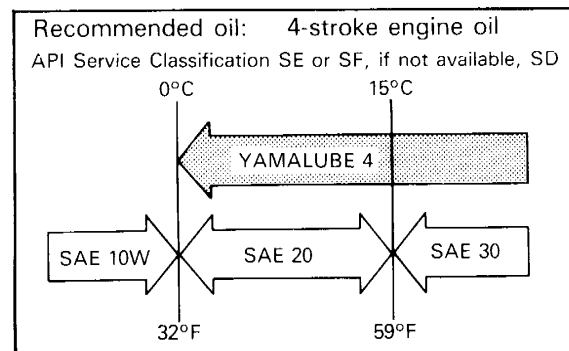 Recommended oil: 4-stroke engine oil
API Service Classification SE or SF, if not available, SD
0°C 15°C
YAMALUBE 4
SAE 10W SAE 20 SAE 30
32°F 59°F